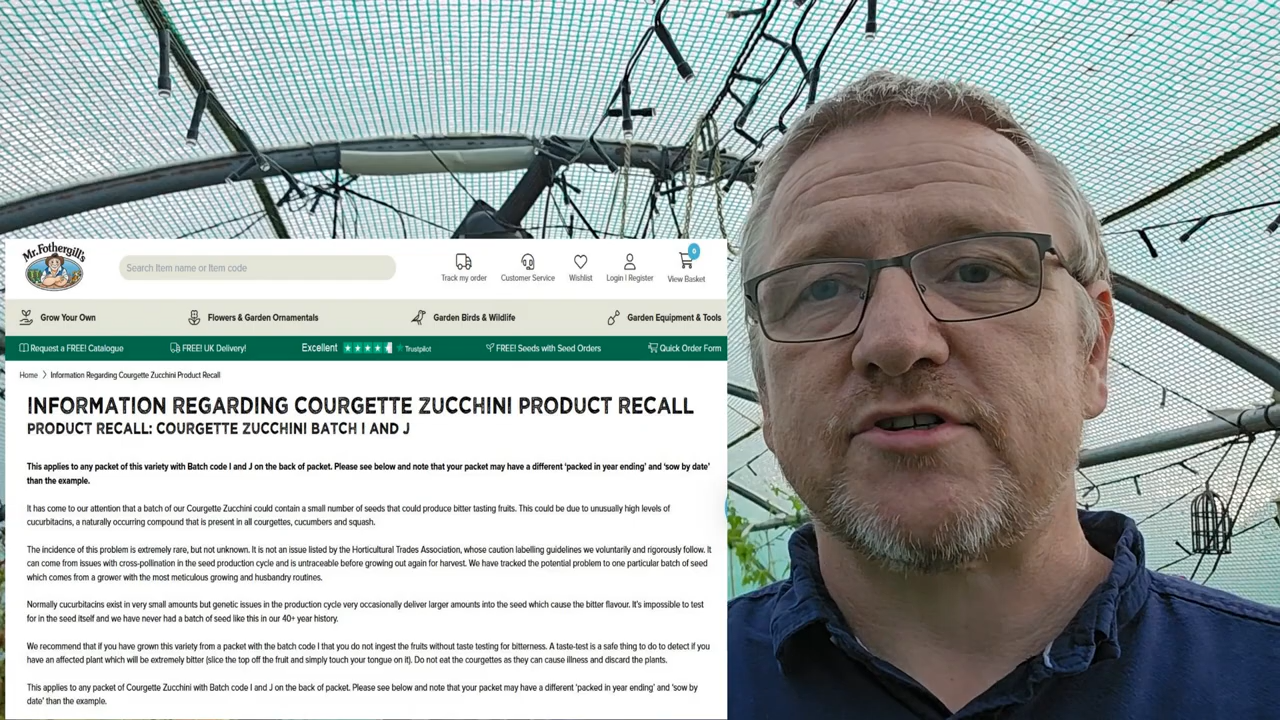 Mr.Fothergill's
Search Item name or Item code
0
Track my order
Customer Service
Wishlist
Login | Register
View Basket
Grow Your Own
Flowers & Garden Ornamentals
Garden Birds & Wildlife
Garden Equipment & Tools
Request a FREE! Catalogue
FREE! UK Delivery!
Excellent
Trustpilot
FREE! Seeds with Seed Orders
Quick Order Form
Home > Information Regarding Courgette Zucchini Product Recall
INFORMATION REGARDING COURGETTE ZUCCHINI PRODUCT RECALL
PRODUCT RECALL: COURGETTE ZUCCHINI BATCH I AND J
This applies to any packet of this variety with Batch code I and J on the back of packet. Please see below and note that your packet may have a different 'packed in year ending' and 'sow by date'
than the example.
It has come to our attention that a batch of our Courgette Zucchini could contain a small number of seeds that could produce bitter tasting fruits. This could be due to unusually high levels of
cucurbitacins, a naturally occurring compound that is present in all courgettes, cucumbers and squash.
The incidence of this problem is extremely rare, but not unknown. It is not an issue listed by the Horticultural Trades Association, whose caution labelling guidelines we voluntarily and rigorously follow. It
can come from issues with cross-pollination in the seed production cycle and is untraceable before growing out again for harvest. We have tracked the potential problem to one particular batch of seed
which comes from a grower with the most meticulous growing and husbandry routines.
Normally cucurbitacins exist in very small amounts but genetic issues in the production cycle very occasionally deliver larger amounts into the seed which cause the bitter flavour. It's impossible to test
for in the seed itself and we have never had a batch of seed like this in our 40+ year history.
We recommend that if you have grown this variety from a packet with the batch code I that you do not ingest the fruits without taste testing for bitterness. A taste-test is a safe thing to do to detect if you
have an affected plant which will be extremely bitter (slice the top off the fruit and simply touch your tongue on it). Do not eat the courgettes as they can cause illness and discard the plants.
This applies to any packet of Courgette Zucchini with Batch code I and J on the back of packet. Please see below and note that your packet may have a different 'packed in year ending' and 'sow by
date' than the example.